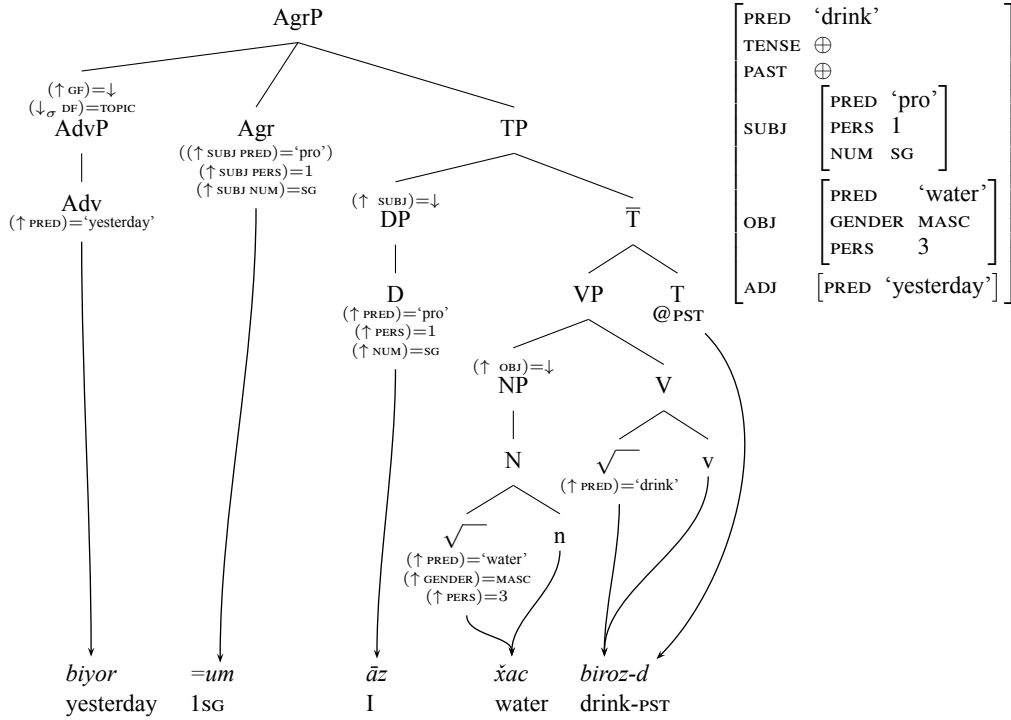 AgrP
(↑ GF)=↓
(↓σ DF)=TOPIC
AdvP
Agr
((↑ SUBJ PRED)=‘pro’)
(↑ SUBJ PERS)=1
(↑ SUBJ NUM)=SG
TP
Adv
(↑ PRED)=‘yesterday’
(↑ SUBJ)=↓
DP
T̅
D
(↑ PRED)=‘pro’
(↑ PERS)=1
(↑ NUM)=SG
VP
T
@PST
(↑ OBJ)=↓
NP
V
N
√
(↑ PRED)=‘drink’
v
√
(↑ PRED)=‘water’
(↑ GENDER)=MASC
(↑ PERS)=3
n
biyor =um āz x̌ac biroz-d
yesterday 1SG I water drink-PST
PRED ‘drink’
TENSE ⊕
PAST ⊕
SUBJ [PRED ‘pro’
PERS 1
NUM SG]
OBJ [PRED ‘water’
GENDER MASC
PERS 3]
ADJ [PRED ‘yesterday’]